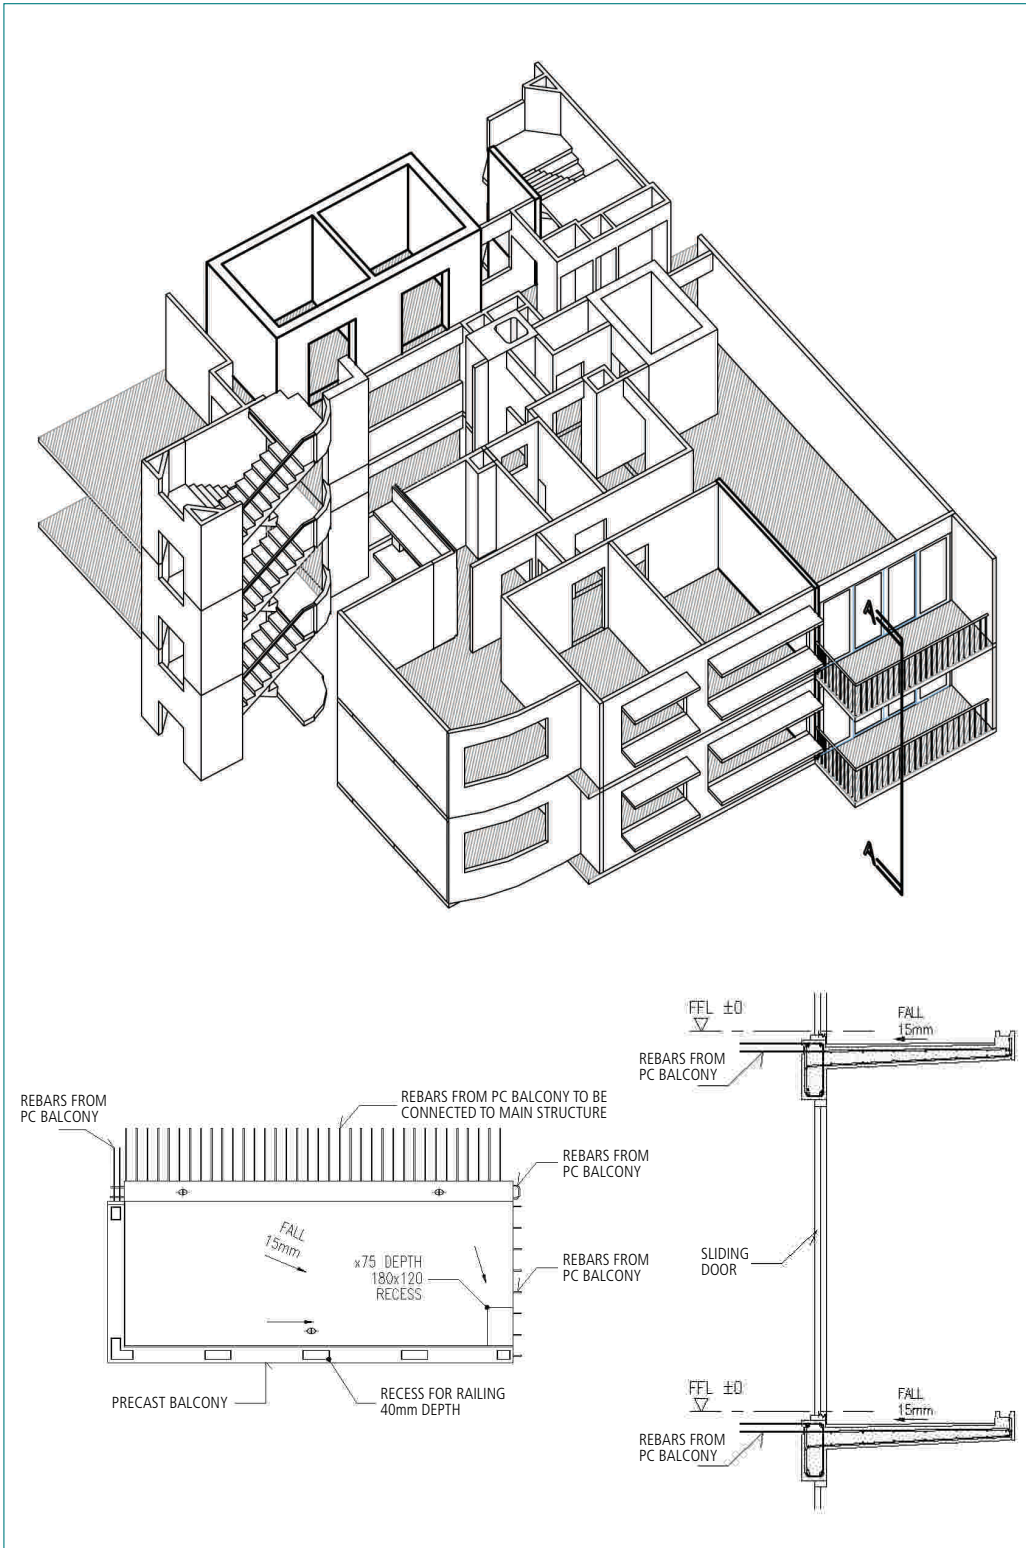 A
A
REBARS FROM
PC BALCONY
REBARS FROM PC BALCONY TO BE
CONNECTED TO MAIN STRUCTURE
REBARS FROM
PC BALCONY
FALL
15mm
x75 DEPTH
180x120
RECESS
REBARS FROM
PC BALCONY
PRECAST BALCONY
RECESS FOR RAILING
40mm DEPTH
FFL ±0
FALL
15mm
REBARS FROM
PC BALCONY
SLIDING
DOOR
FFL ±0
FALL
15mm
REBARS FROM
PC BALCONY